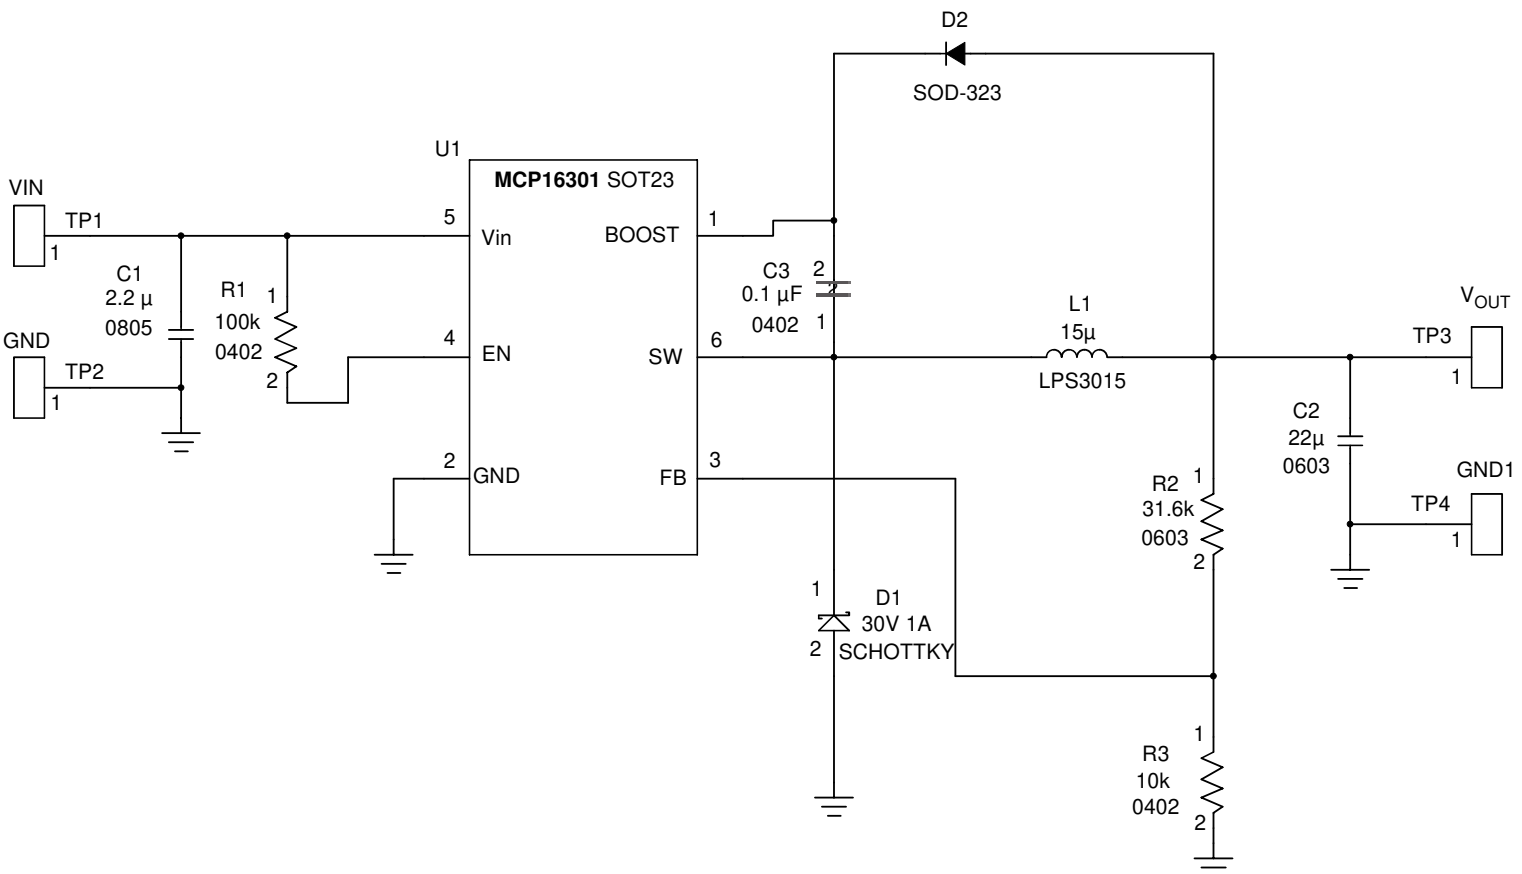 D2
SOD-323
U1
MCP16301 SOT23
VIN
TP1
1
5
Vin
BOOST
1
C1
2.2 µ
0805
R1
100k
0402
1
2
C3
0.1 µF
0402
2
2
1
L1
15µ
LPS3015
VOUT
TP3
1
GND
TP2
1
4
EN
SW
6
C2
22µ
0603
2
GND
FB
3
R2
31.6k
0603
1
2
GND1
TP4
1
1
D1
30V 1A
2
SCHOTTKY
R3
10k
0402
1
2